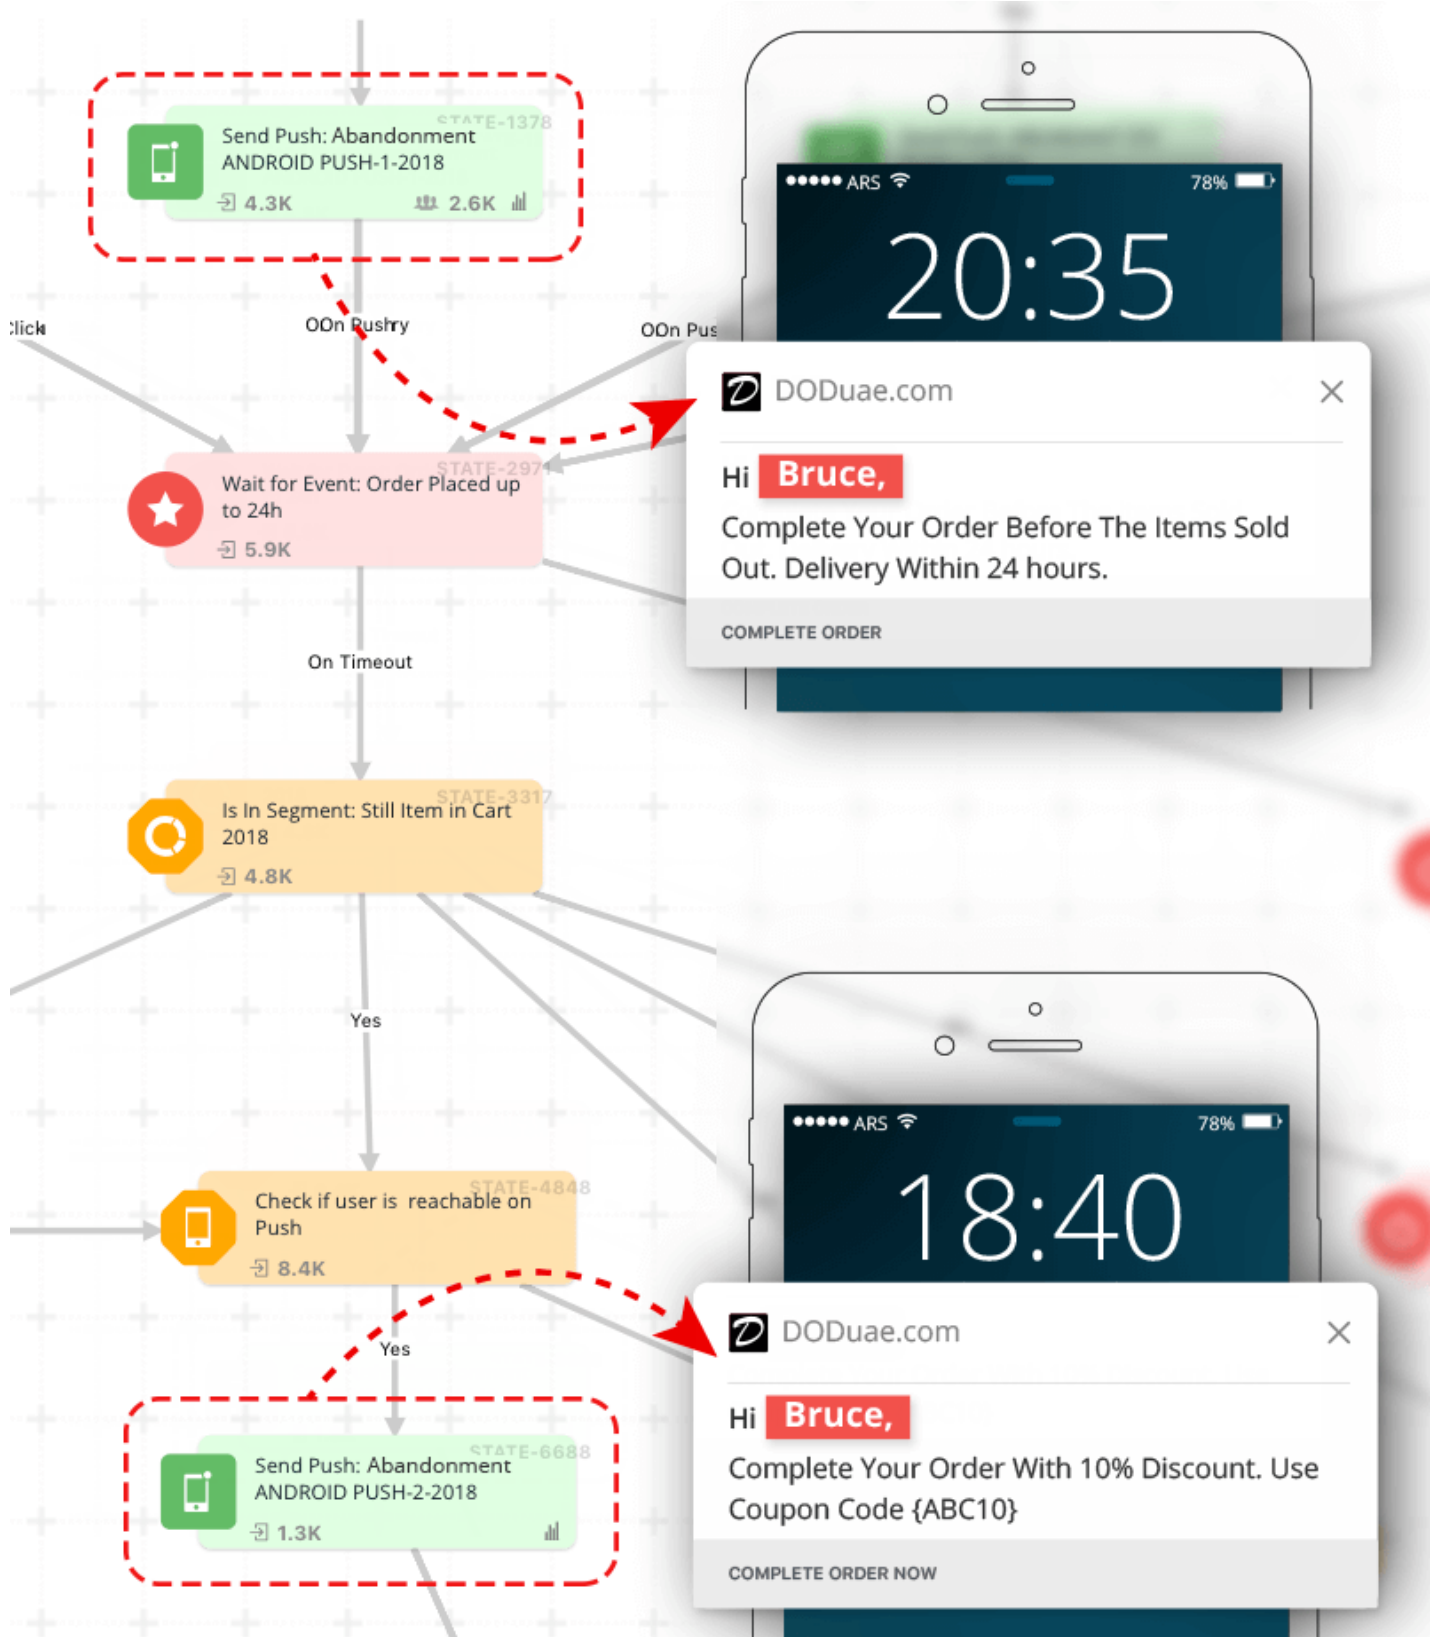 STATE-1378
Send Push: Abandonment
ANDROID PUSH-1-2018
4.3K 2.6K
Click
On Push
On Pus
STATE-2971
Wait for Event: Order Placed up
to 24h
5.9K
On Timeout
STATE-3317
Is In Segment: Still Item in Cart
2018
4.8K
Yes
STATE-4848
Check if user is reachable on
Push
8.4K
Yes
STATE-6688
Send Push: Abandonment
ANDROID PUSH-2-2018
1.3K
ARS 78%
20:35
DODuae.com
Hi Bruce,
Complete Your Order Before The Items Sold
Out. Delivery Within 24 hours.
COMPLETE ORDER
ARS 78%
18:40
DODuae.com
Hi Bruce,
Complete Your Order With 10% Discount. Use
Coupon Code {ABC10}
COMPLETE ORDER NOW